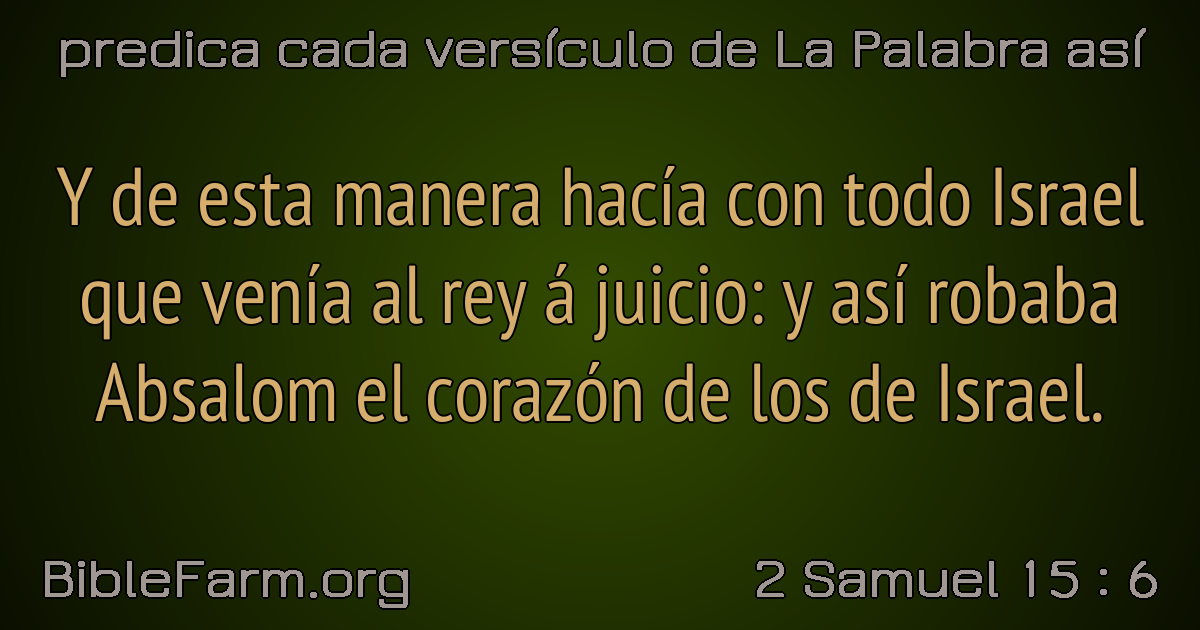 predica cada versículo de La Palabra así
Y de esta manera hacía con todo Israel
que venía al rey á juicio: y así robaba
Absalom el corazón de los de Israel.
BibleFarm.org
2 Samuel 15 : 6